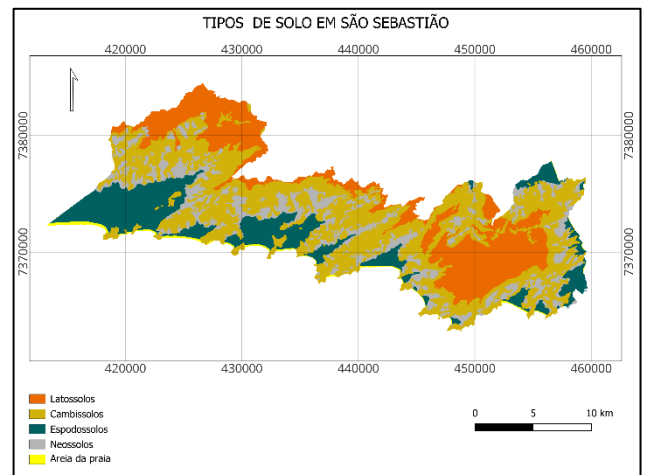 TIPOS DE SOLO EM SÃO SEBASTIÃO
420000 430000 440000 450000 460000
7380000 7380000
7370000 7370000
420000 430000 440000 450000 460000
Latossolos
Cambissolos
Espodossolos
Neossolos
Areia da praia
0 5 10 km